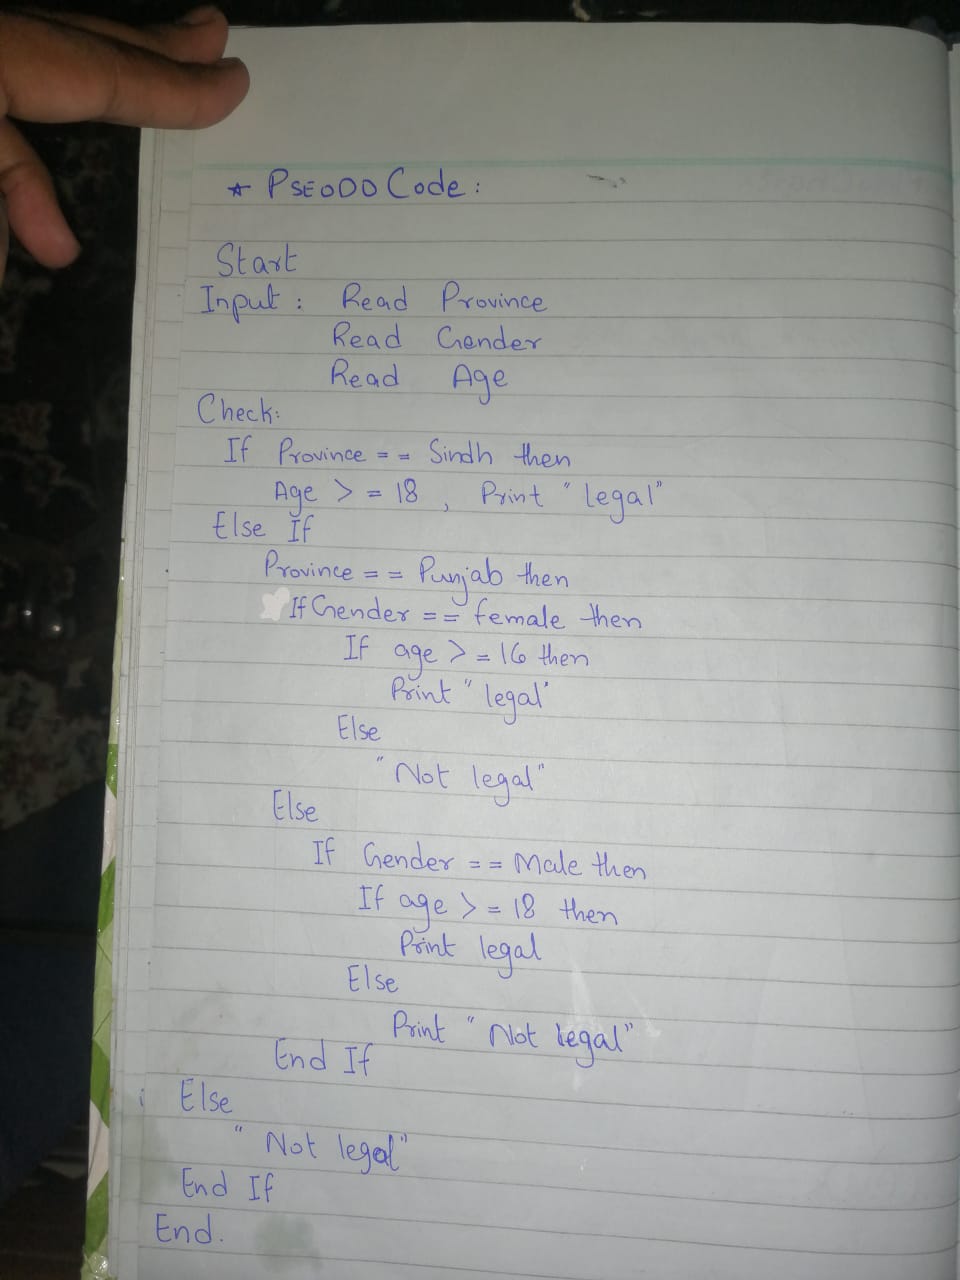 * PSEODO Code :
Start
Input : Read Province
Read Gender
Read Age
Check:
If Province == Sindh then
Age >= 18 , Print "legal"
Else If
Province == Punjab then
If Gender == female then
If age >= 16 then
Print "legal"
Else
"Not legal"
Else
If Gender == Male then
If age >= 18 then
Print legal
Else
Print "Not legal"
End If
Else
"Not legal"
End If
End.